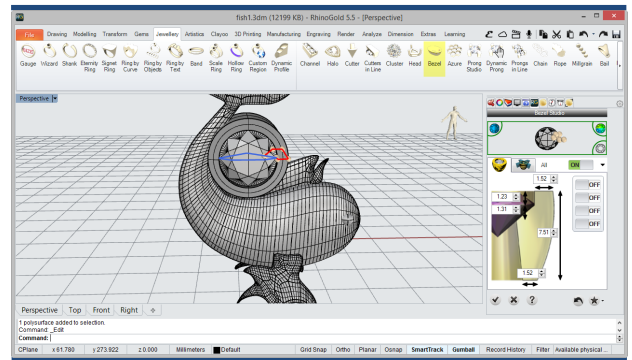 fish1.3dm (12199 KB) - RhinoGold 5.5 - [Perspective]
File Drawing Modelling Transform Gems Jewellery Artistics Clayoo 3D Printing Manufacturing Engraving Render Analyze Dimension Extras Learning
Gauge Wizard Shank Eternity Ring Signet Ring Ring by Curve Ring by Objects Ring by Text Band Scale Ring Hollow Ring Custom Region Dynamic Profile Channel Halo Cutter Cutters in Line Cluster Head Bezel Azure Prong Studio Dynamic Prong Prongs in Line Chain Rope Milgrain Bail
Perspective
Bezel Studio
All ON
1.52
OFF
1.23
OFF
1.31
OFF
7.51
OFF
1.52
Perspective Top Front Right
1 polysurface added to selection.
Command: _Edit
Command:
CPlane x 61.780 y 273.922 z 0.000 Millimeters Default Grid Snap Ortho Planar Osnap SmartTrack Gumball Record History Filter Available physical ...